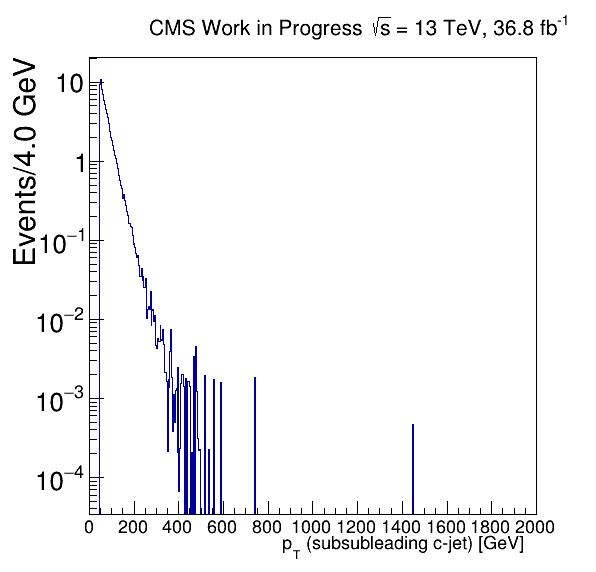 CMS Work in Progress √s = 13 TeV, 36.8 fb⁻¹
Events/4.0 GeV
10
1
10⁻¹
10⁻²
10⁻³
10⁻⁴
0 200 400 600 800 1000 1200 1400 1600 1800 2000
p_T (subsubleading c-jet) [GeV]